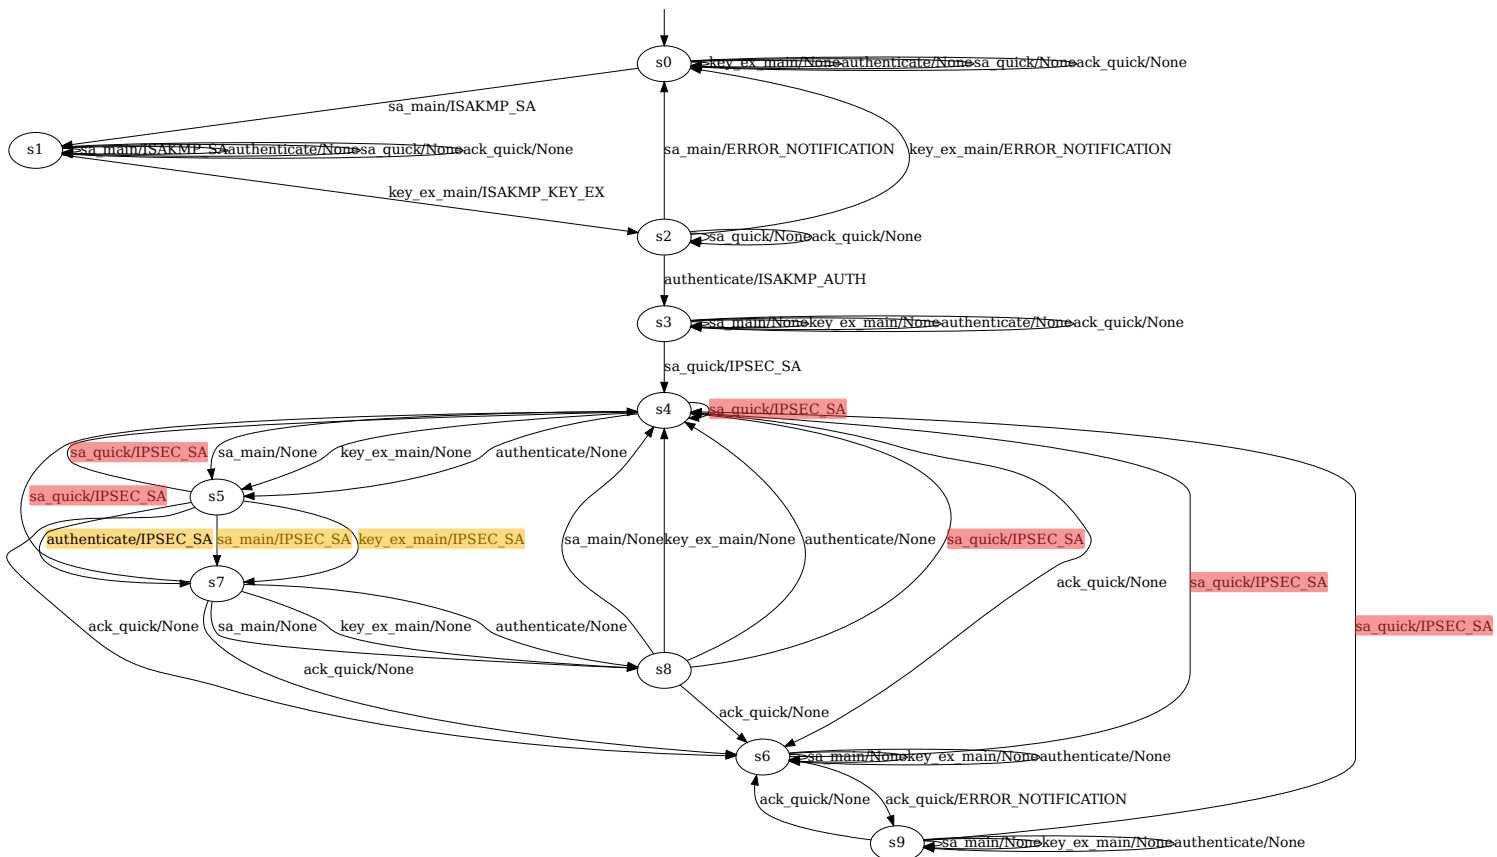 s0
key_ex_main/None
authenticate/None
sa_quick/None
ack_quick/None
sa_main/ISAKMP_SA
s1
sa_main/ISAKMP_SA
authenticate/None
sa_quick/None
ack_quick/None
sa_main/ERROR_NOTIFICATION
key_ex_main/ERROR_NOTIFICATION
key_ex_main/ISAKMP_KEY_EX
s2
sa_quick/None
ack_quick/None
authenticate/ISAKMP_AUTH
s3
sa_main/None
key_ex_main/None
authenticate/None
ack_quick/None
sa_quick/IPSEC_SA
s4
sa_quick/IPSEC_SA
sa_quick/IPSEC_SA
sa_main/None
key_ex_main/None
authenticate/None
sa_quick/IPSEC_SA
s5
authenticate/IPSEC_SA
sa_main/IPSEC_SA
key_ex_main/IPSEC_SA
sa_main/None
key_ex_main/None
authenticate/None
sa_quick/IPSEC_SA
s7
ack_quick/None
sa_quick/IPSEC_SA
ack_quick/None
sa_main/None
key_ex_main/None
authenticate/None
sa_quick/IPSEC_SA
ack_quick/None
s8
ack_quick/None
s6
sa_main/None
key_ex_main/None
authenticate/None
ack_quick/None
ack_quick/ERROR_NOTIFICATION
s9
sa_main/None
key_ex_main/None
authenticate/None